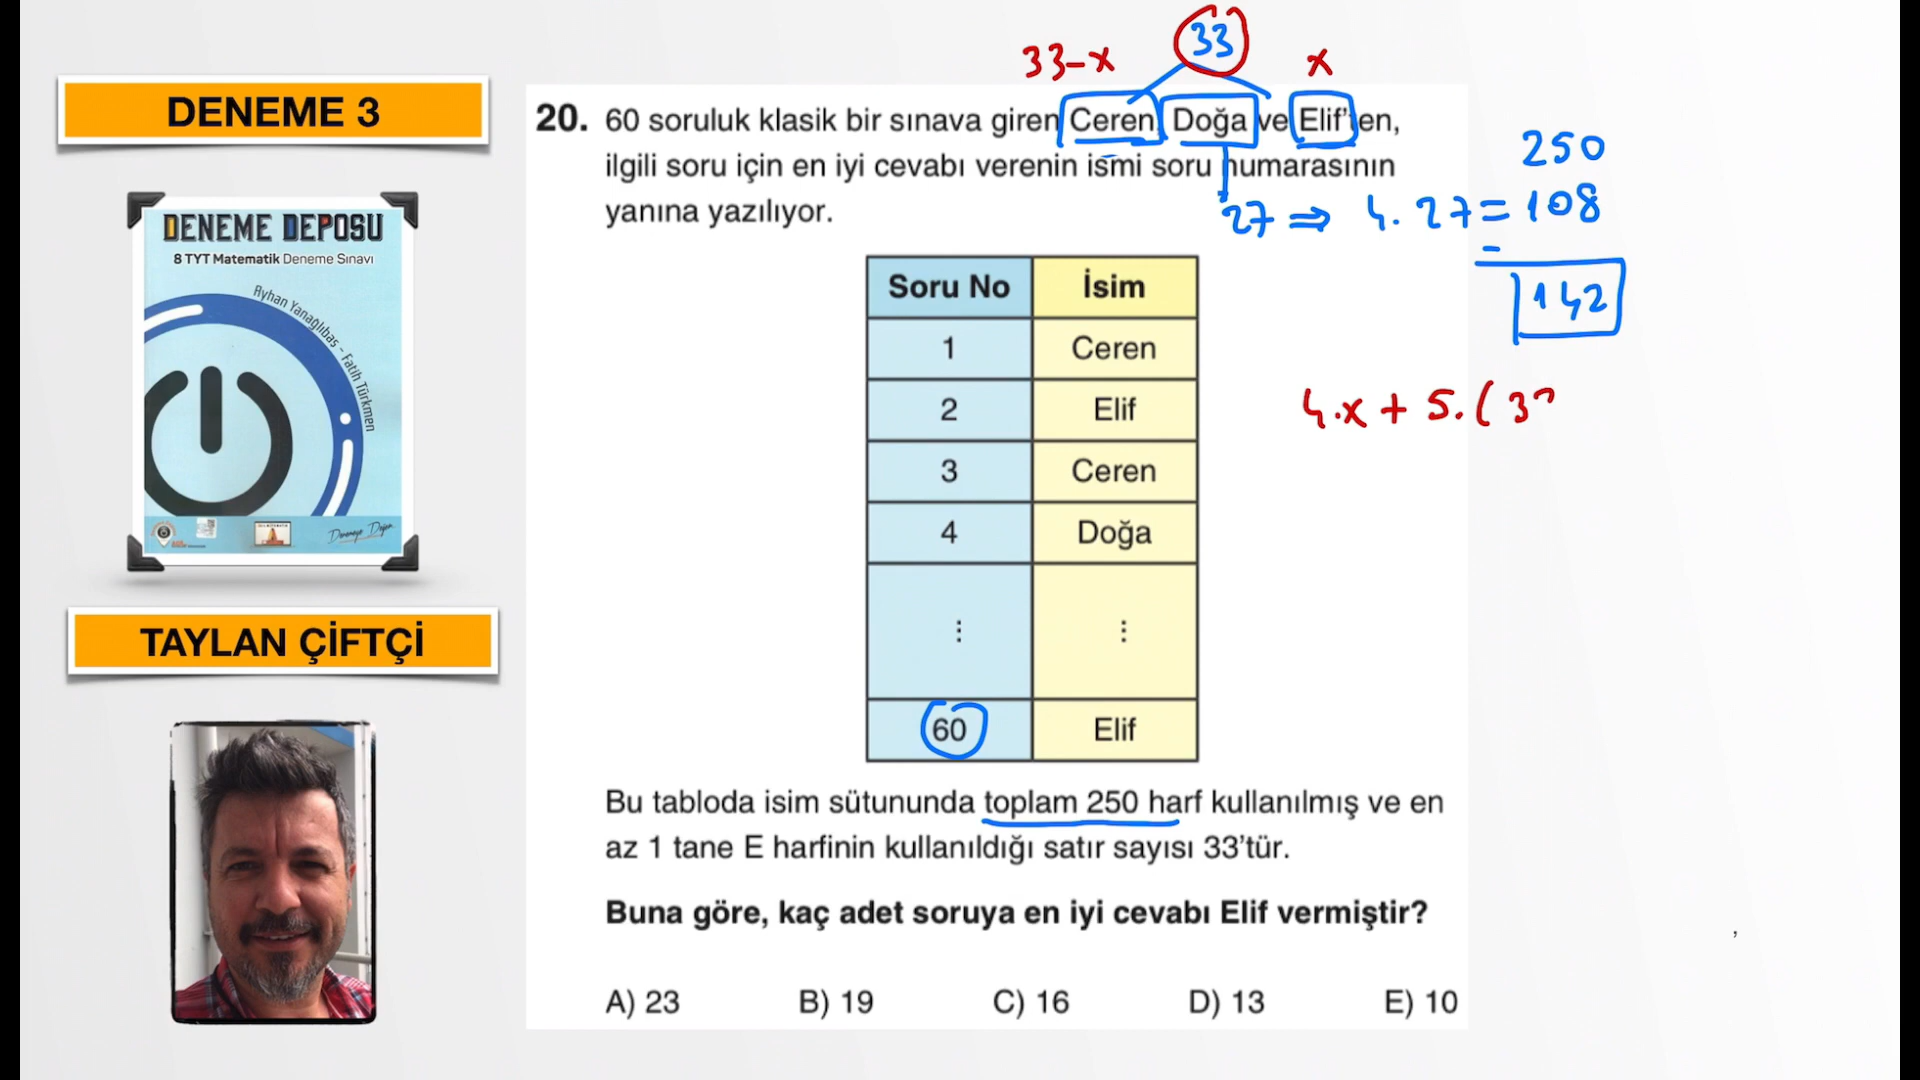 DENEME 3
DENEME DEPOSU
8 TYT Matematik Deneme Sınavı
Ayhan Yanağlıbaş - Fatih Türkmen
TAYLAN ÇİFTÇİ
33-x
33
x
20. 60 soruluk klasik bir sınava giren Ceren, Doğa ve Elif'ten,
ilgili soru için en iyi cevabı verenin ismi soru numarasının
yanına yazılıyor.
27 ⇒ 4.27 = 108
250
-
142
4.x + 5.(3
Soru No İsim
1 Ceren
2 Elif
3 Ceren
4 Doğa
⋮ ⋮
60 Elif
Bu tabloda isim sütununda toplam 250 harf kullanılmış ve en
az 1 tane E harfinin kullanıldığı satır sayısı 33'tür.
Buna göre, kaç adet soruya en iyi cevabı Elif vermiştir?
A) 23 B) 19 C) 16 D) 13 E) 10
,